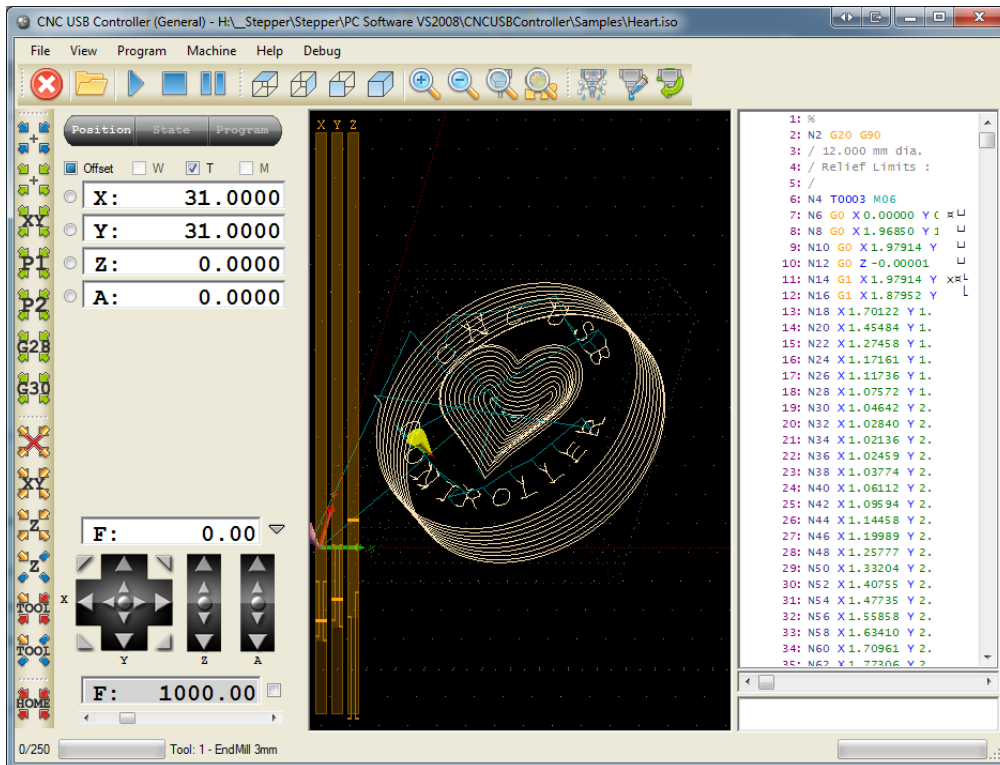 CNC USB Controller (General) - H:\__Stepper\Stepper\PC Software VS2008\CNCUSBController\Samples\Heart.iso
File View Program Machine Help Debug
Position State Program
Offset W T M
X: 31.0000
Y: 31.0000
Z: 0.0000
A: 0.0000
XY
P1
P2
G28
G30
XY
Z
Z
TOOL
TOOL
HOME
F: 0.00
X
Y Z A
F: 1000.00
X Y Z
CNC USB
CONTROLLER
1: %
2: N2 G20 G90
3: / 12.000 mm dia.
4: / Relief Limits :
5: /
6: N4 T0003 M06
7: N6 G0 X0.00000 Y
8: N8 G0 X1.96850 Y
9: N10 G0 X1.97914 Y
10: N12 G0 Z-0.00001
11: N14 G1 X1.97914 Y
12: N16 G1 X1.87952 Y
13: N18 X1.70122 Y1.
14: N20 X1.45484 Y1.
15: N22 X1.27458 Y1.
16: N24 X1.17161 Y1.
17: N26 X1.11736 Y1.
18: N28 X1.07572 Y1.
19: N30 X1.04642 Y2.
20: N32 X1.02840 Y2.
21: N34 X1.02136 Y2.
22: N36 X1.02459 Y2.
23: N38 X1.03774 Y2.
24: N40 X1.06112 Y2.
25: N42 X1.09594 Y2.
26: N44 X1.14458 Y2.
27: N46 X1.19989 Y2.
28: N48 X1.25777 Y2.
29: N50 X1.33204 Y2.
30: N52 X1.40755 Y2.
31: N54 X1.47735 Y2.
32: N56 X1.55858 Y2.
33: N58 X1.63410 Y2.
34: N60 X1.70961 Y2.
35: N62 X1.77306 Y2.
0/250 Tool: 1 - EndMill 3mm